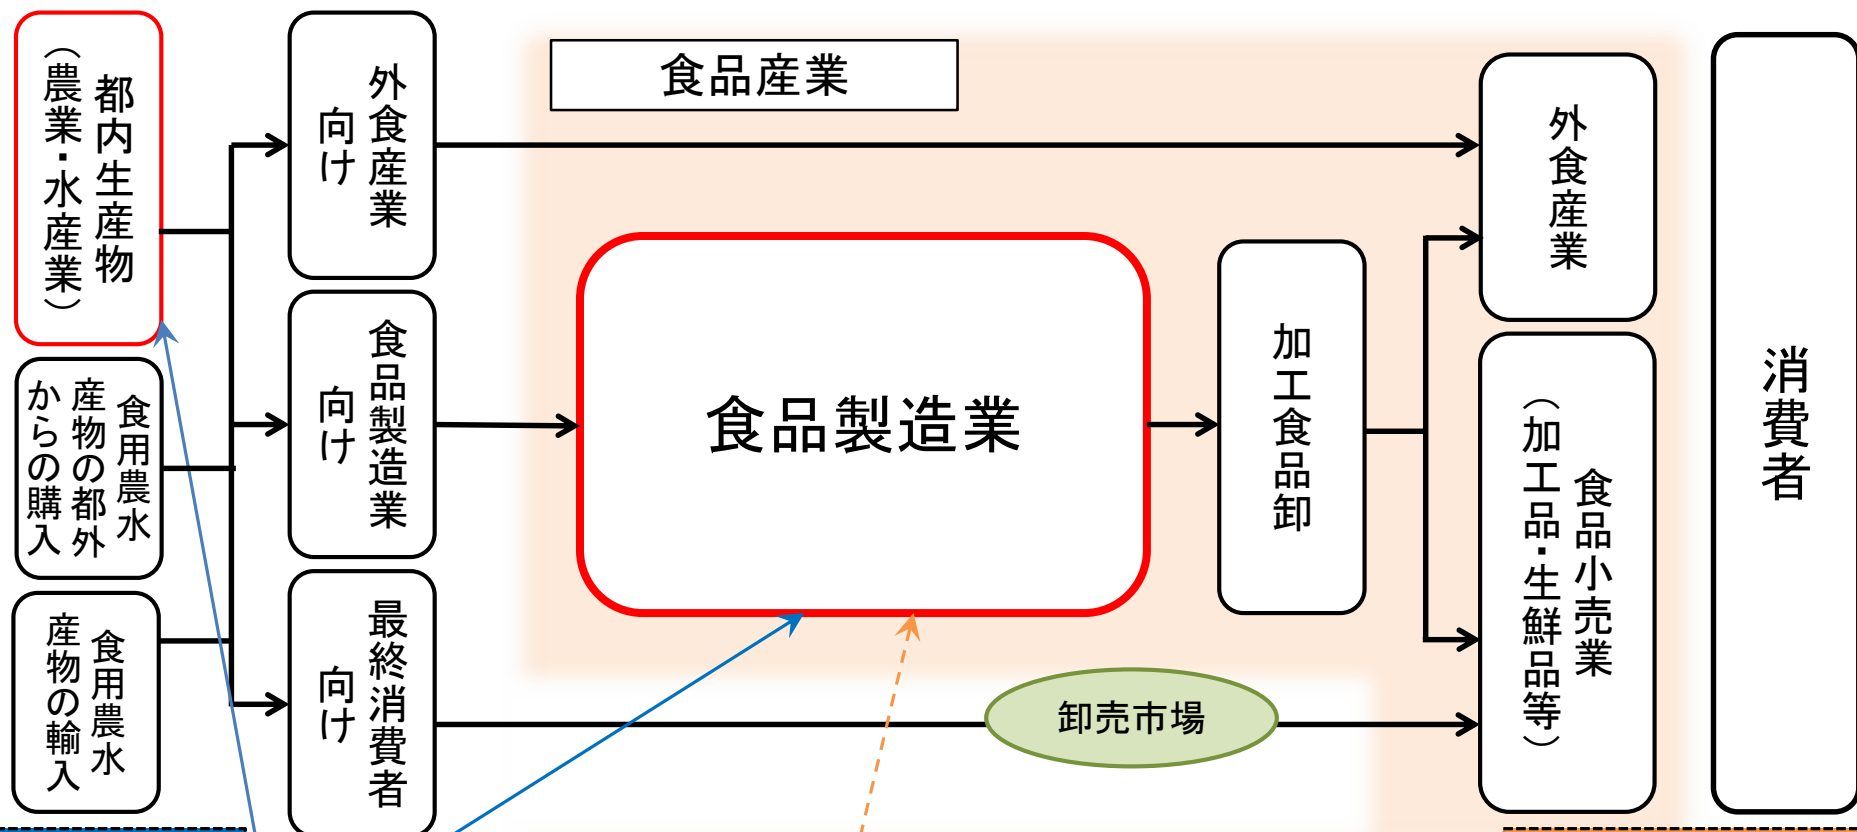 都内生産物
（農業・水産業）
食用農水
産物の都外
からの購入
食用農水
産物の輸入
外食産業
向け
食品製造業
向け
最終消費者
向け
食品産業
食品製造業
加工食品卸
卸売市場
外食産業
食品小売業
（加工品・生鮮品等）
消費者